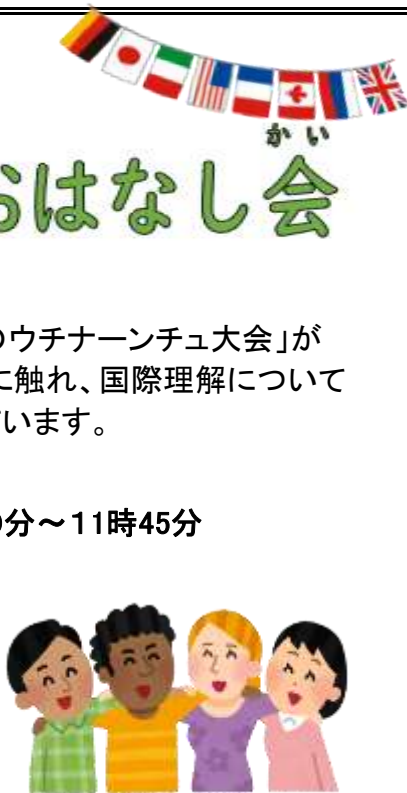 かい
おはなし会
のウチナーンチュ大会」が
に触れ、国際理解について
います。
分～11時45分